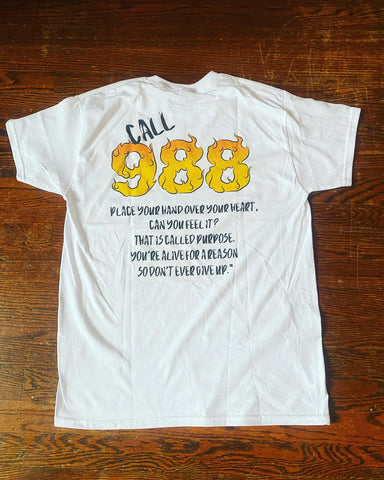 CALL
988
PLACE YOUR HAND OVER YOUR HEART,
CAN YOU FEEL IT?
THAT IS CALLED PURPOSE.
YOU'RE ALIVE FOR A REASON
SO DON'T EVER GIVE UP."